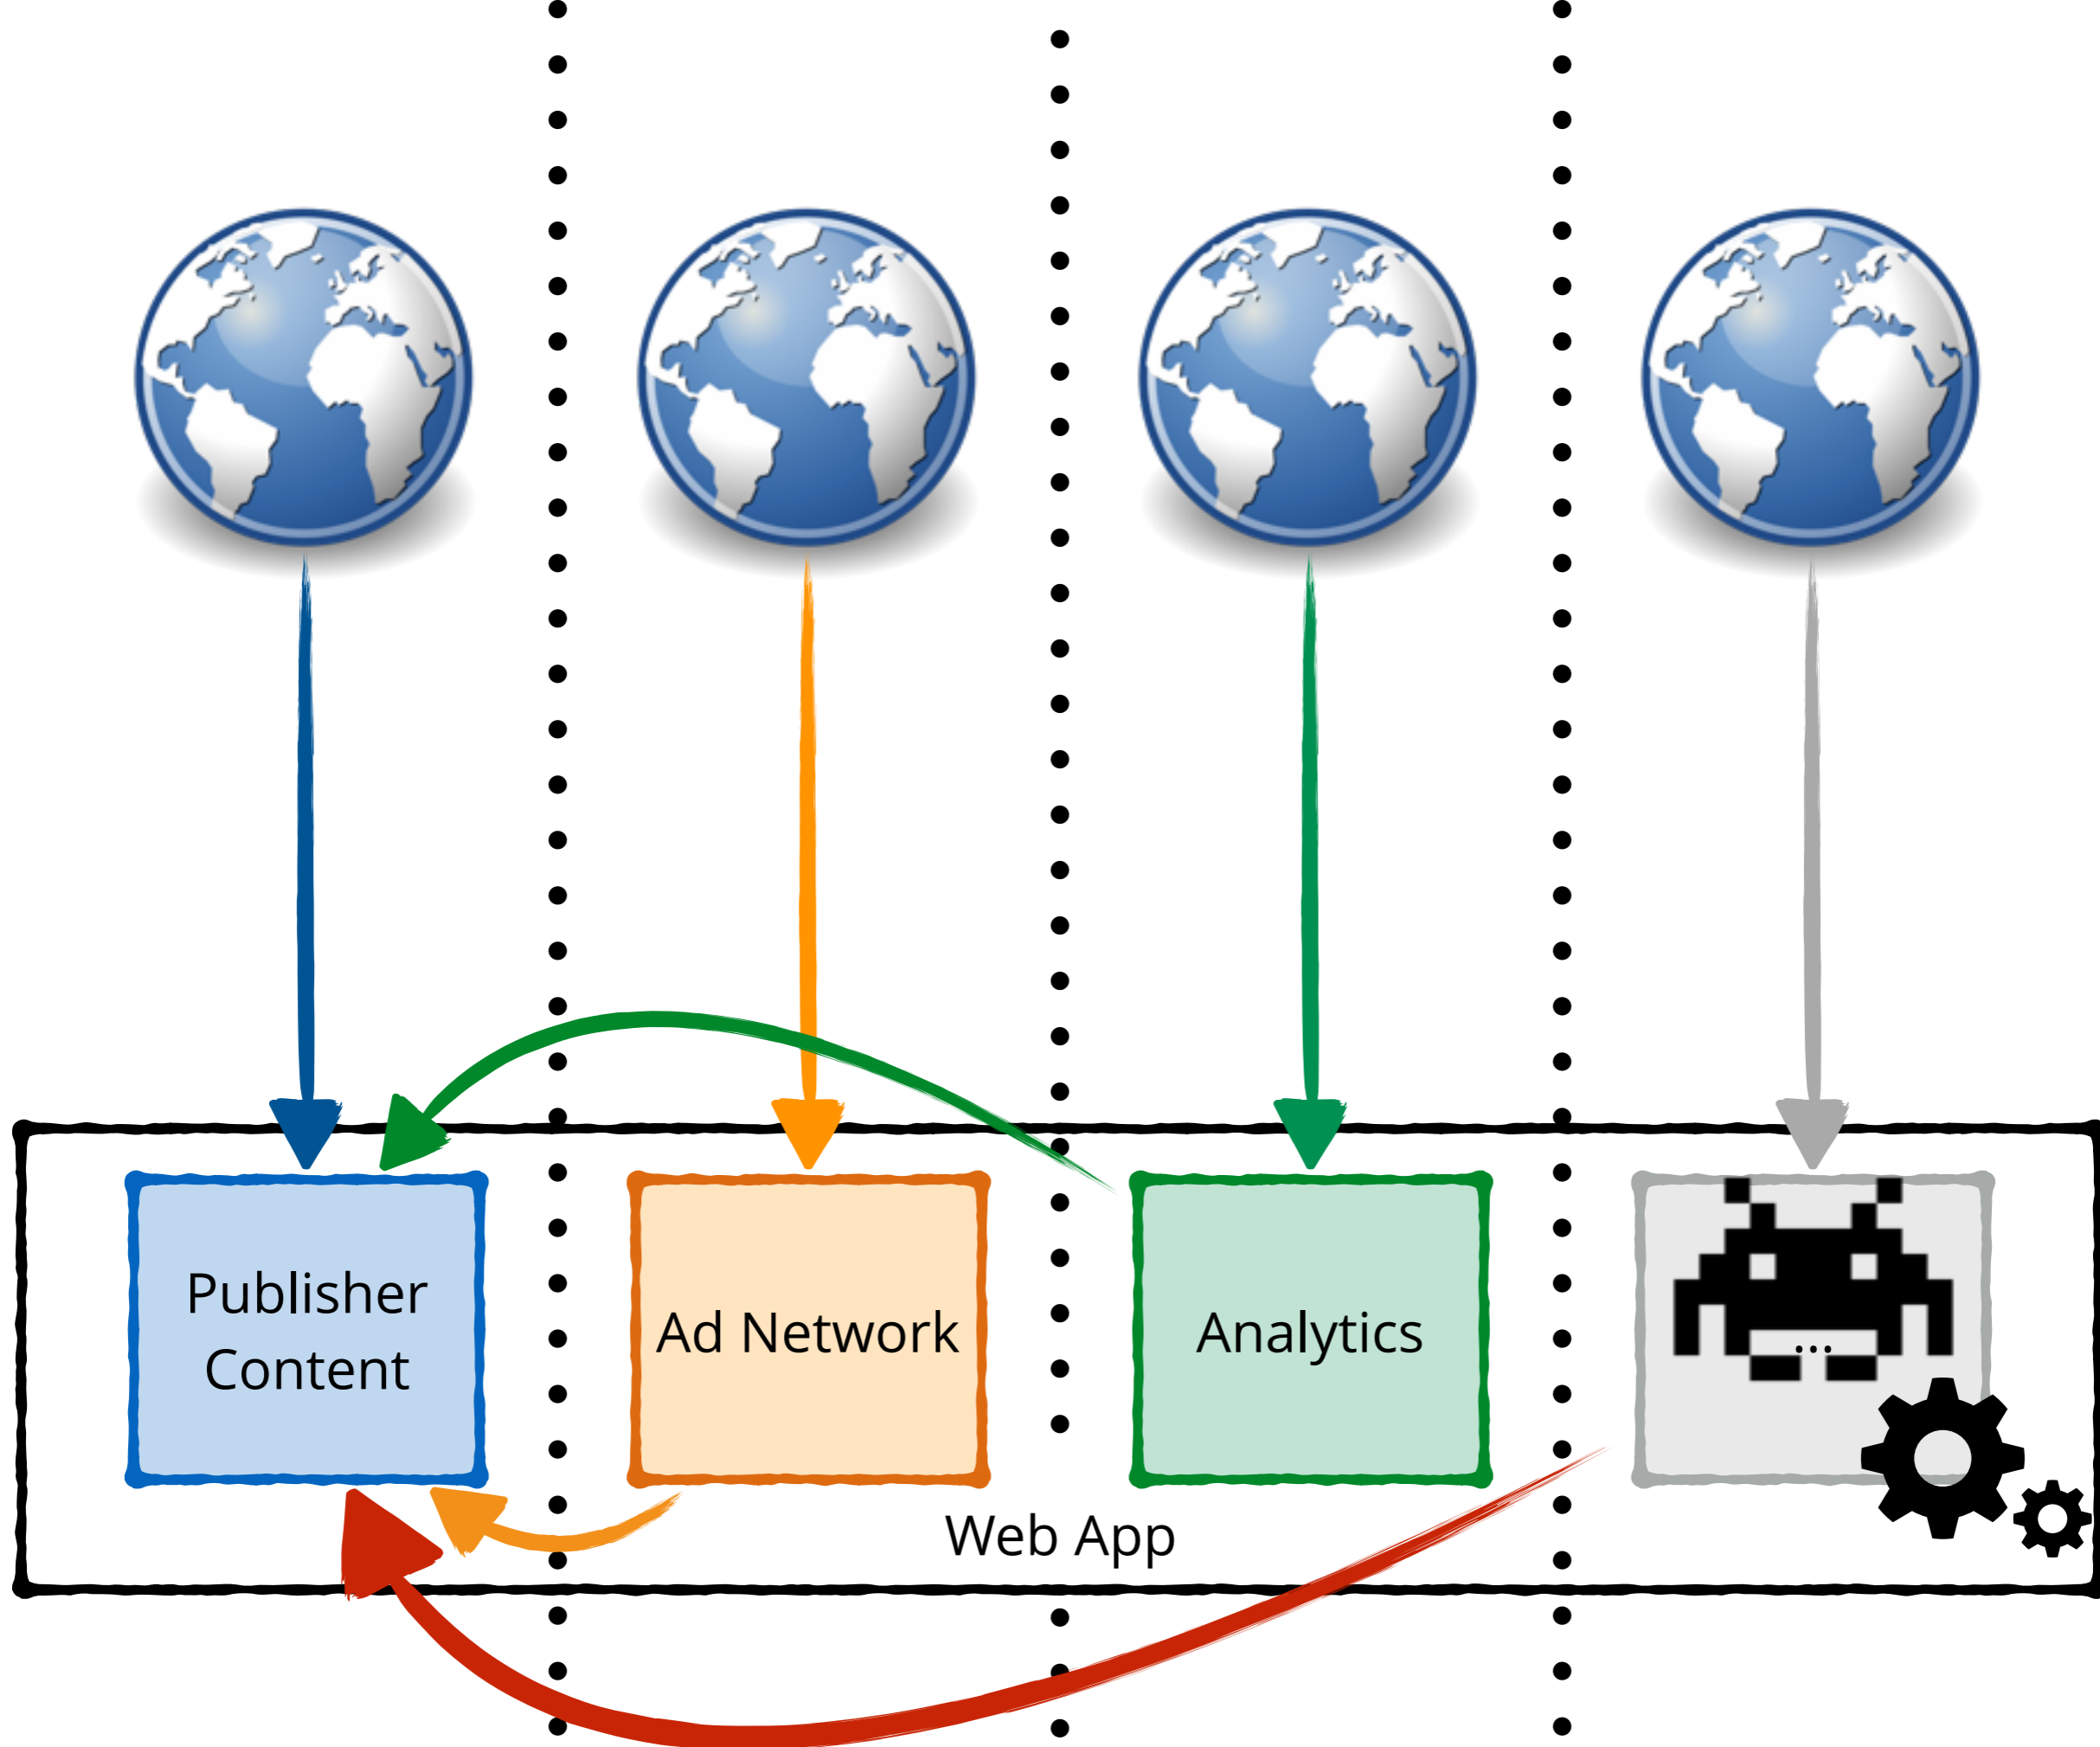 Publisher
Content
Ad Network
Analytics
...
Web App